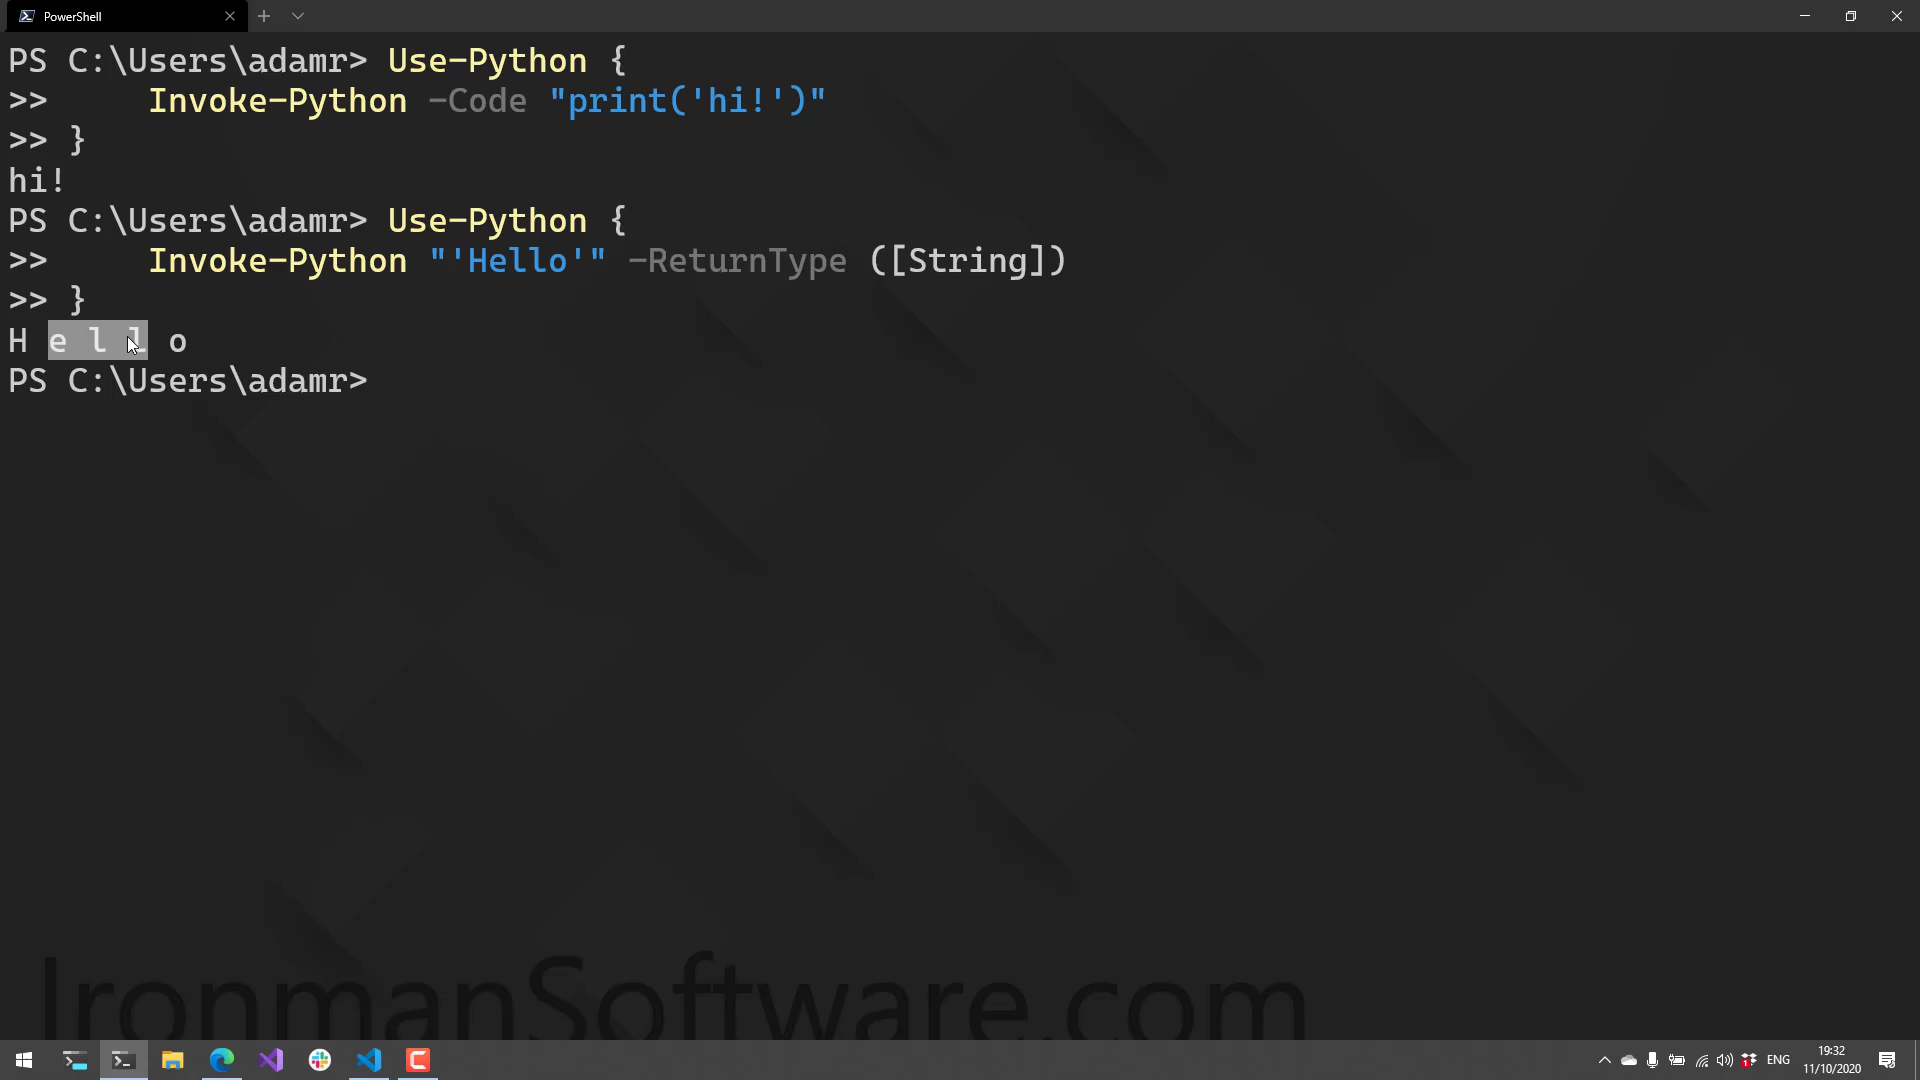 PowerShell
PS C:\Users\adamr> Use-Python {
>>     Invoke-Python -Code "print('hi!')"
>> }
hi!
PS C:\Users\adamr> Use-Python {
>>     Invoke-Python "'Hello'" -ReturnType ([String])
>> }
H e l l o
PS C:\Users\adamr>
IronmanSoftware.com
ENG
19:32
11/10/2020